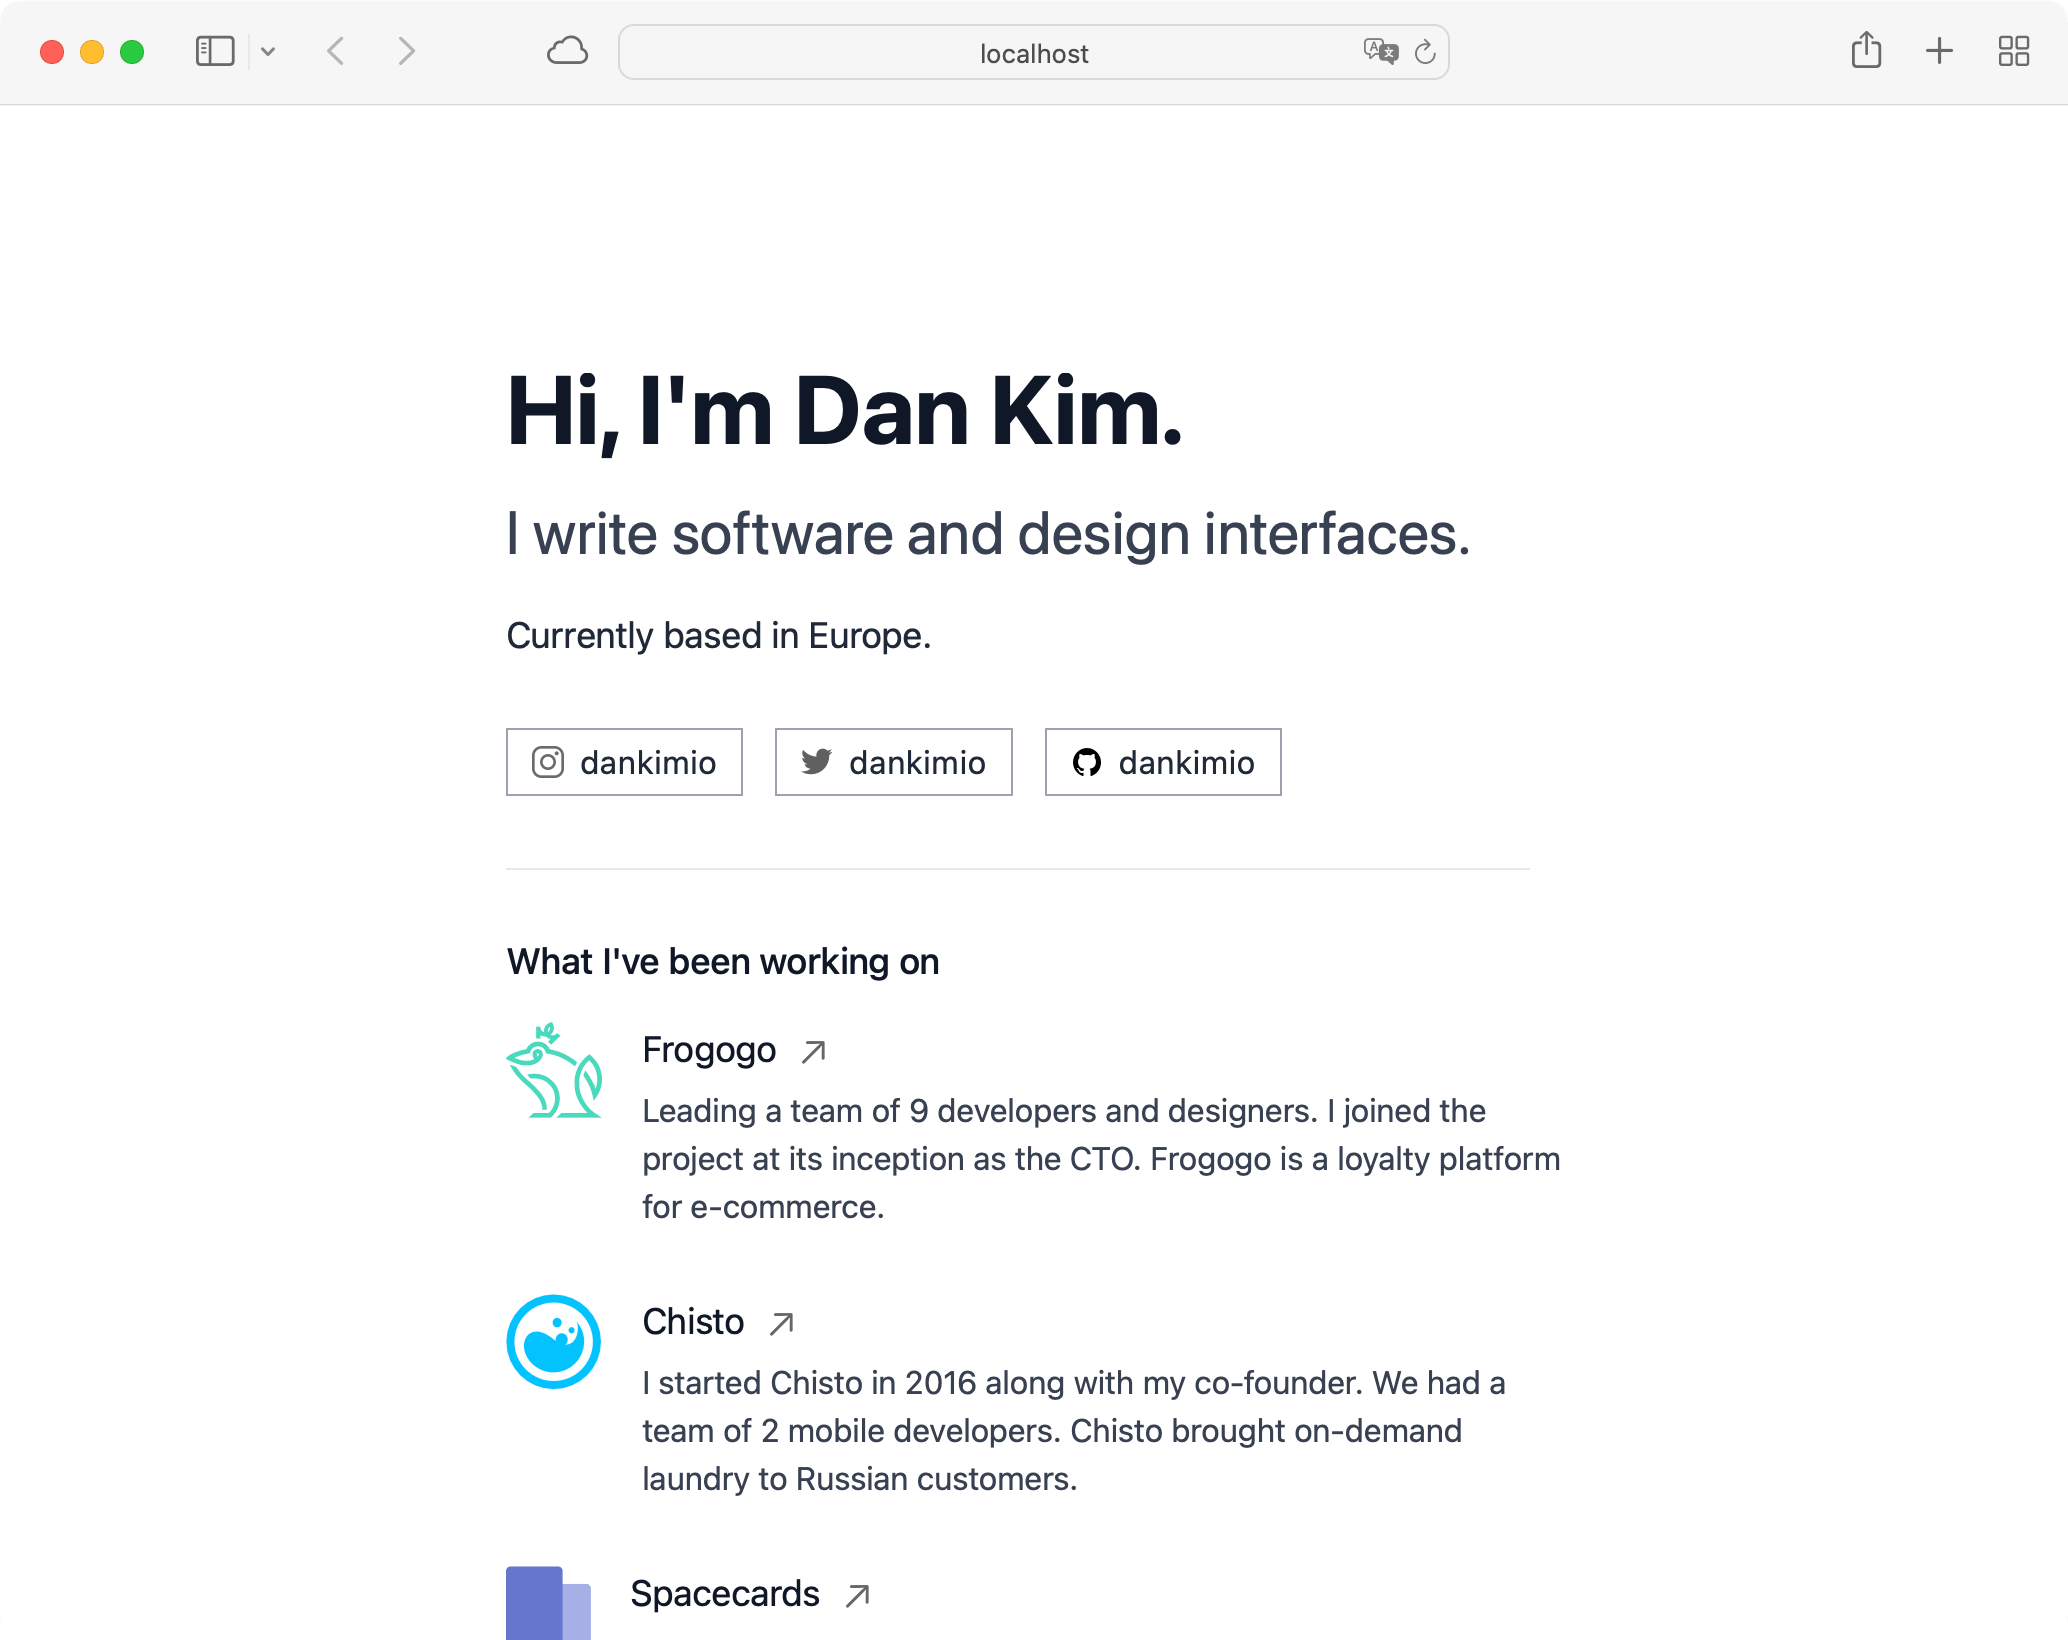 localhost
Hi, I'm Dan Kim.
I write software and design interfaces.
Currently based in Europe.
dankimio
dankimio
dankimio
What I've been working on
Frogogo
Leading a team of 9 developers and designers. I joined the
project at its inception as the CTO. Frogogo is a loyalty platform
for e-commerce.
Chisto
I started Chisto in 2016 along with my co-founder. We had a
team of 2 mobile developers. Chisto brought on-demand
laundry to Russian customers.
Spacecards